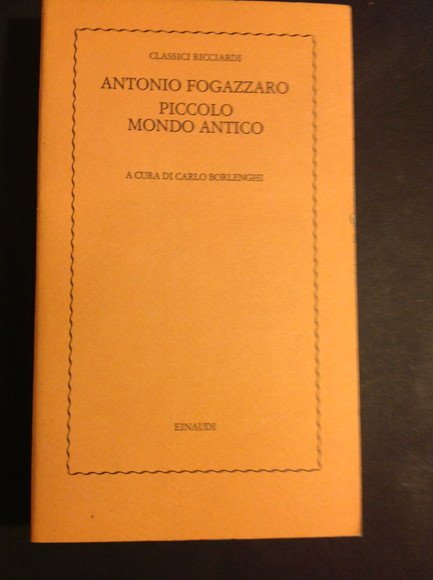 CLASSICI RICCIARDI
ANTONIO FOGAZZARO
PICCOLO
MONDO ANTICO
A CURA DI CARLO BORLENGHI
EINAUDI